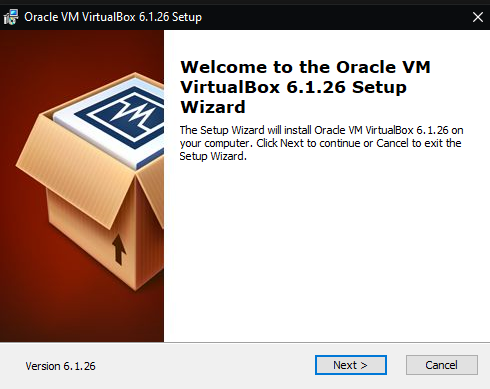 Oracle VM VirtualBox 6.1.26 Setup
Welcome to the Oracle VM
VirtualBox 6.1.26 Setup
Wizard
The Setup Wizard will install Oracle VM VirtualBox 6.1.26 on
your computer. Click Next to continue or Cancel to exit the
Setup Wizard.
Version 6.1.26
Next >
Cancel